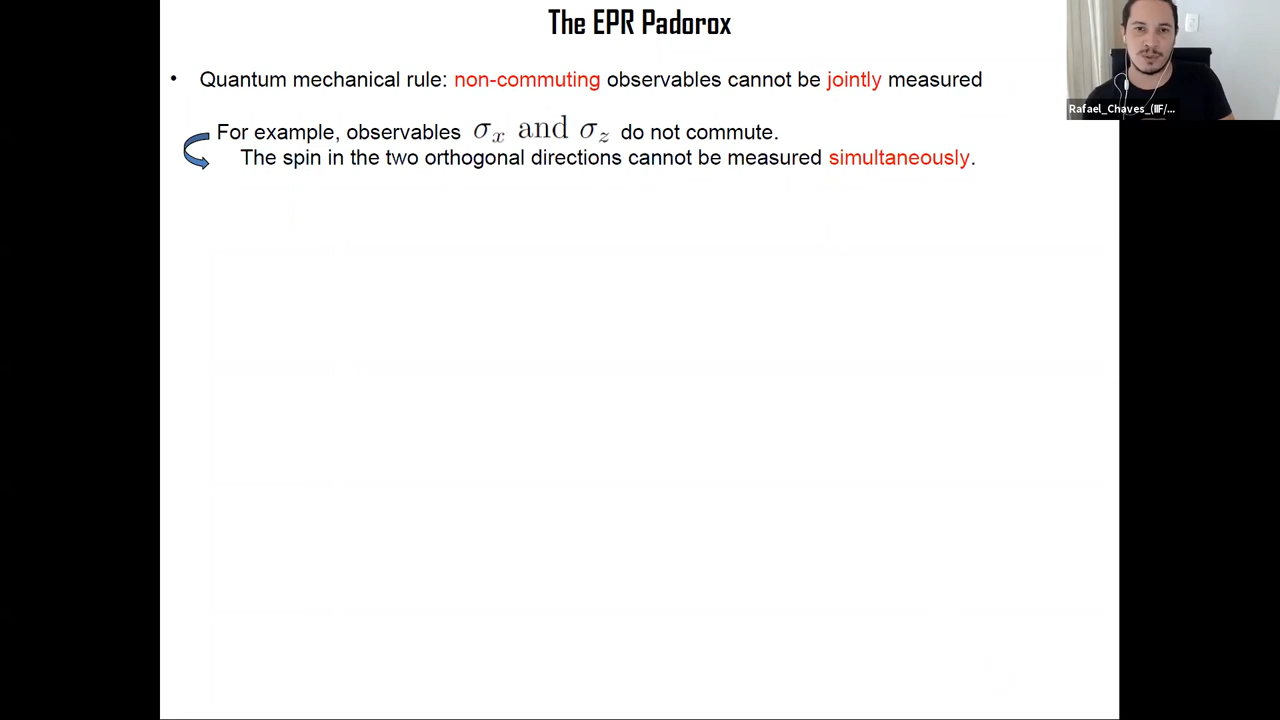 The EPR Padorox
• Quantum mechanical rule: non-commuting observables cannot be jointly measured
For example, observables σx and σz do not commute.
The spin in the two orthogonal directions cannot be measured simultaneously.
Rafael_Chaves_(IIF/...